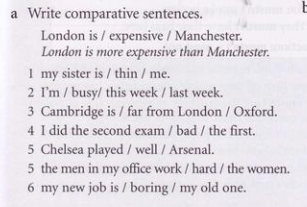 a Write comparative sentences.
London is / expensive / Manchester.
London is more expensive than Manchester.
1 my sister is / thin / me.
2 I'm / busy/ this week / last week.
3 Cambridge is / far from London / Oxford.
4 I did the second exam / bad / the first.
5 Chelsea played / well / Arsenal.
5 the men in my office work / hard / the women.
6 my new job is / boring / my old one.
b